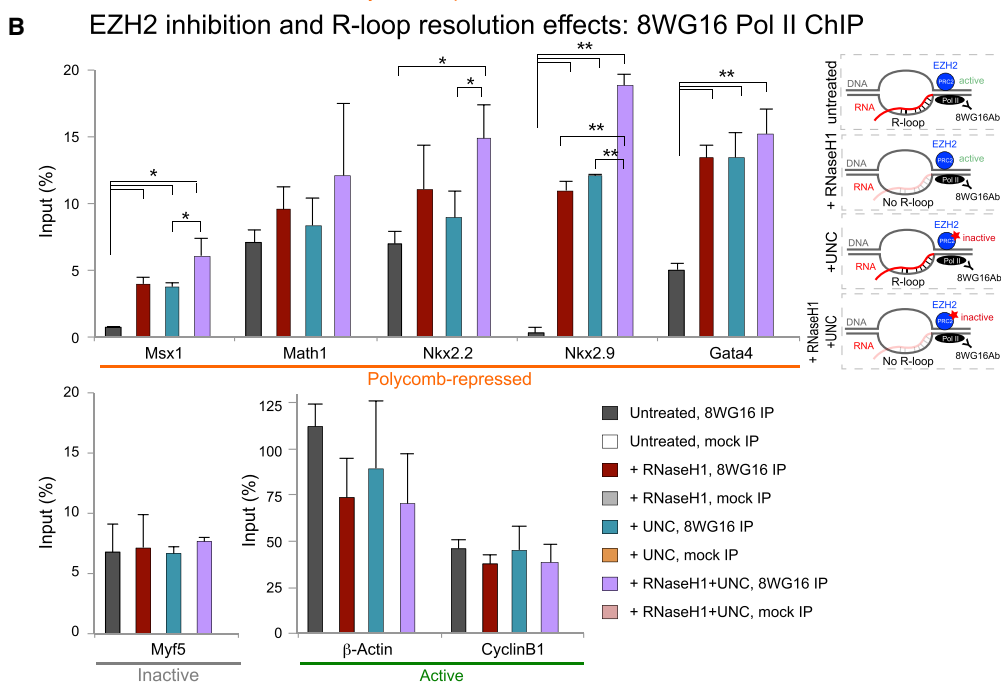 B
EZH2 inhibition and R-loop resolution effects: 8WG16 Pol II ChIP
Input (%)
20
15
10
5
0
* * * * ** ** ** **
Msx1 Math1 Nkx2.2 Nkx2.9 Gata4
Polycomb-repressed
untreated
DNA
EZH2
PRC2
active
RNA
Pol II
R-loop
8WG16Ab
+ RNaseH1
DNA
EZH2
PRC2
active
RNA
Pol II
No R-loop
8WG16Ab
+UNC
DNA
EZH2
PRC2
inactive
RNA
Pol II
R-loop
8WG16Ab
+ RNaseH1
+UNC
DNA
EZH2
PRC2
inactive
RNA
Pol II
No R-loop
8WG16Ab
Input (%)
20
15
10
5
0
Myf5
Inactive
Input (%)
125
100
75
50
25
0
β-Actin CyclinB1
Active
Untreated, 8WG16 IP
Untreated, mock IP
+ RNaseH1, 8WG16 IP
+ RNaseH1, mock IP
+ UNC, 8WG16 IP
+ UNC, mock IP
+ RNaseH1+UNC, 8WG16 IP
+ RNaseH1+UNC, mock IP